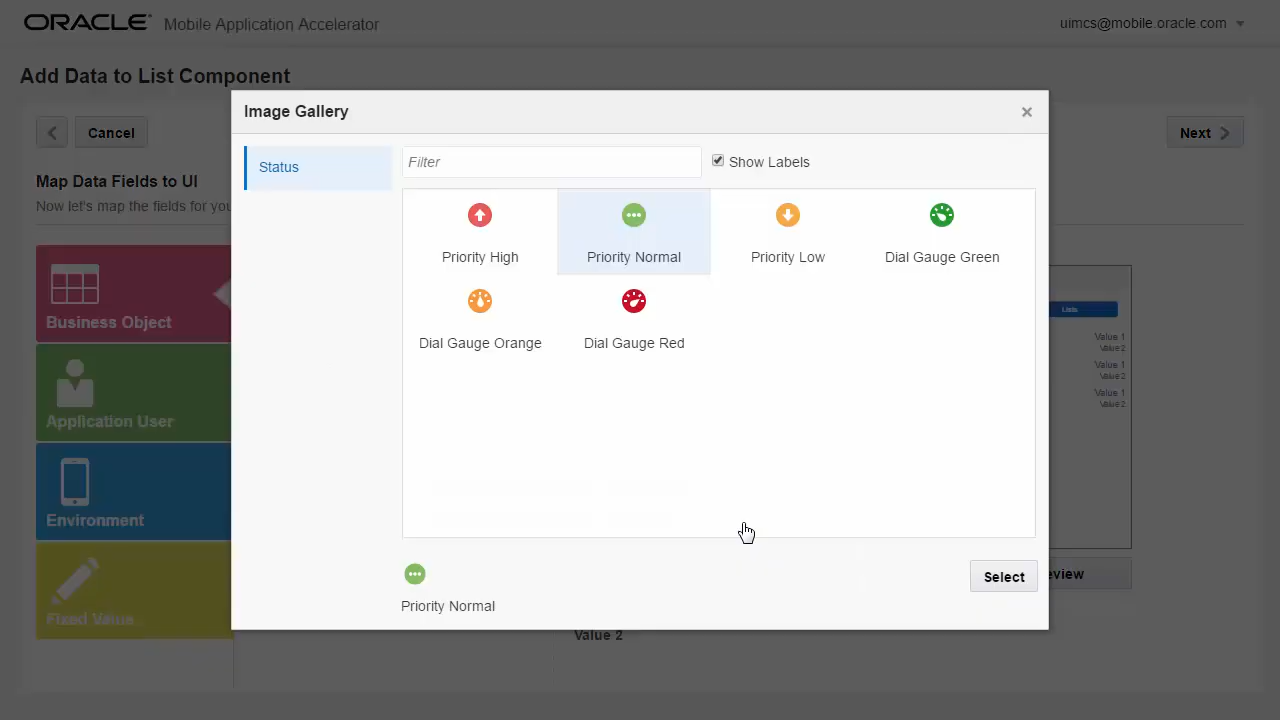 ORACLE® Mobile Application Accelerator
uimcs@mobile.oracle.com
Add Data to List Component
Cancel
Next
Map Data Fields to UI
Now let's map the fields for you
Business Object
Application User
Environment
Fixed Value
Image Gallery
×
Status
Filter
Show Labels
Priority High
Priority Normal
Priority Low
Dial Gauge Green
Dial Gauge Orange
Dial Gauge Red
Priority Normal
Select
Lists
Value 1
Value 2
Value 1
Value 2
Value 1
Value 2
eview
Value 2